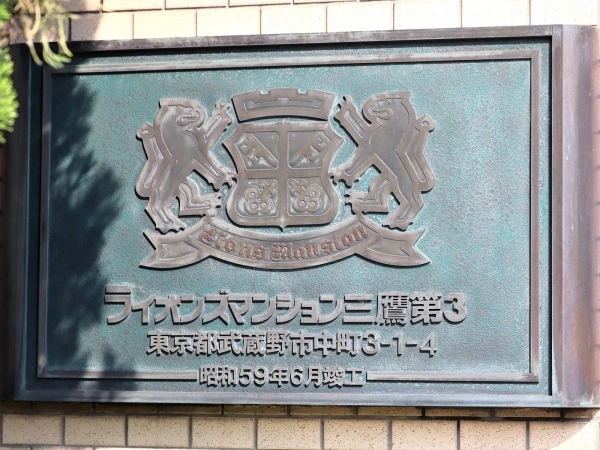 Lions Mansion
ライオンズマンション三鷹第3
東京都武蔵野市中町3-1-4
昭和59年6月竣工